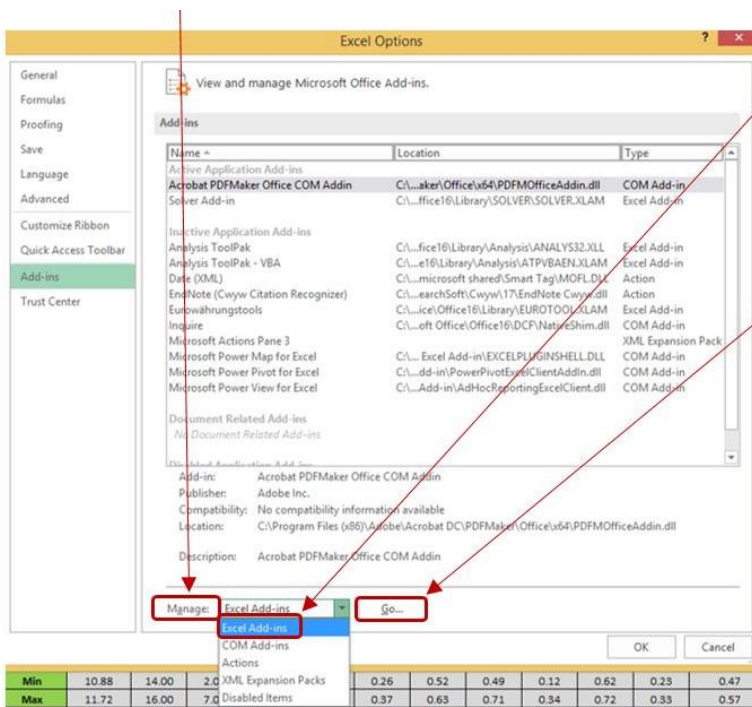 Excel Options
? ×
General
Formulas
Proofing
Save
Language
Advanced
Customize Ribbon
Quick Access Toolbar
Add-ins
Trust Center
View and manage Microsoft Office Add-ins.
Add-ins
Name Location Type
Active Application Add-ins
Acrobat PDFMaker Office COM Addin C:\...aker\Office\x64\PDFMOfficeAddin.dll COM Add-in
Solver Add-in C:\...ffice16\Library\SOLVER\SOLVER.XLAM Excel Add-in
Inactive Application Add-ins
Analysis ToolPak C:\...fice16\Library\Analysis\ANALYS32.XLL Excel Add-in
Analysis ToolPak - VBA C:\...e16\Library\Analysis\ATPVBAEN.XLAM Excel Add-in
Date (XML) C:\...microsoft shared\Smart Tag\MOFL.DLL Action
EndNote (Cwyw Citation Recognizer) C:\...earchSoft\Cwyw\17\EndNote Cwyw.dll Action
Eurowährungstools C:\...ice\Office16\Library\EUROTOOL.XLAM Excel Add-in
Inquire C:\...oft Office\Office16\DCF\NativeShim.dll COM Add-in
Microsoft Actions Pane 3 XML Expansion Pack
Microsoft Power Map for Excel C:\... Excel Add-in\EXCELPLUGINSHELL.DLL COM Add-in
Microsoft Power Pivot for Excel C:\...dd-in\PowerPivotExcelClientAddIn.dll COM Add-in
Microsoft Power View for Excel C:\...Add-in\AdHocReportingExcelClient.dll COM Add-in
Document Related Add-ins
No Document Related Add-ins
Disabled Application Add-ins
Add-in: Acrobat PDFMaker Office COM Addin
Publisher: Adobe Inc.
Compatibility: No compatibility information available
Location: C:\Program Files (x86)\Adobe\Acrobat DC\PDFMaker\Office\x64\PDFMOfficeAddin.dll
Description: Acrobat PDFMaker Office COM Addin
Manage: Excel Add-ins Go...
Excel Add-ins
COM Add-ins
Actions
XML Expansion Packs
Disabled Items
OK Cancel
Min 10.88 14.00 0.26 0.52 0.49 0.12 0.62 0.23 0.47
Max 11.72 16.00 0.37 0.63 0.71 0.34 0.72 0.33 0.57